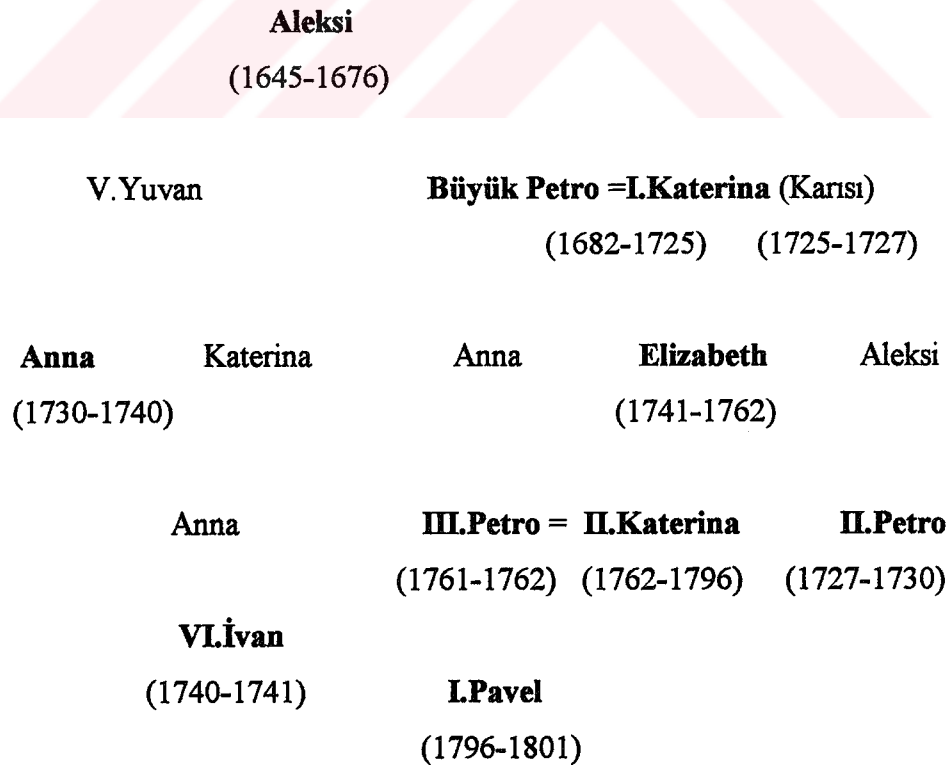 Aleksi
(1645-1676)
V.Yuvan Büyük Petro =I.Katerina (Karısı)
(1682-1725) (1725-1727)
Anna Katerina Anna Elizabeth Aleksi
(1730-1740) (1741-1762)
Anna III.Petro = II.Katerina II.Petro
(1761-1762) (1762-1796) (1727-1730)
VI.İvan
(1740-1741) I.Pavel
(1796-1801)